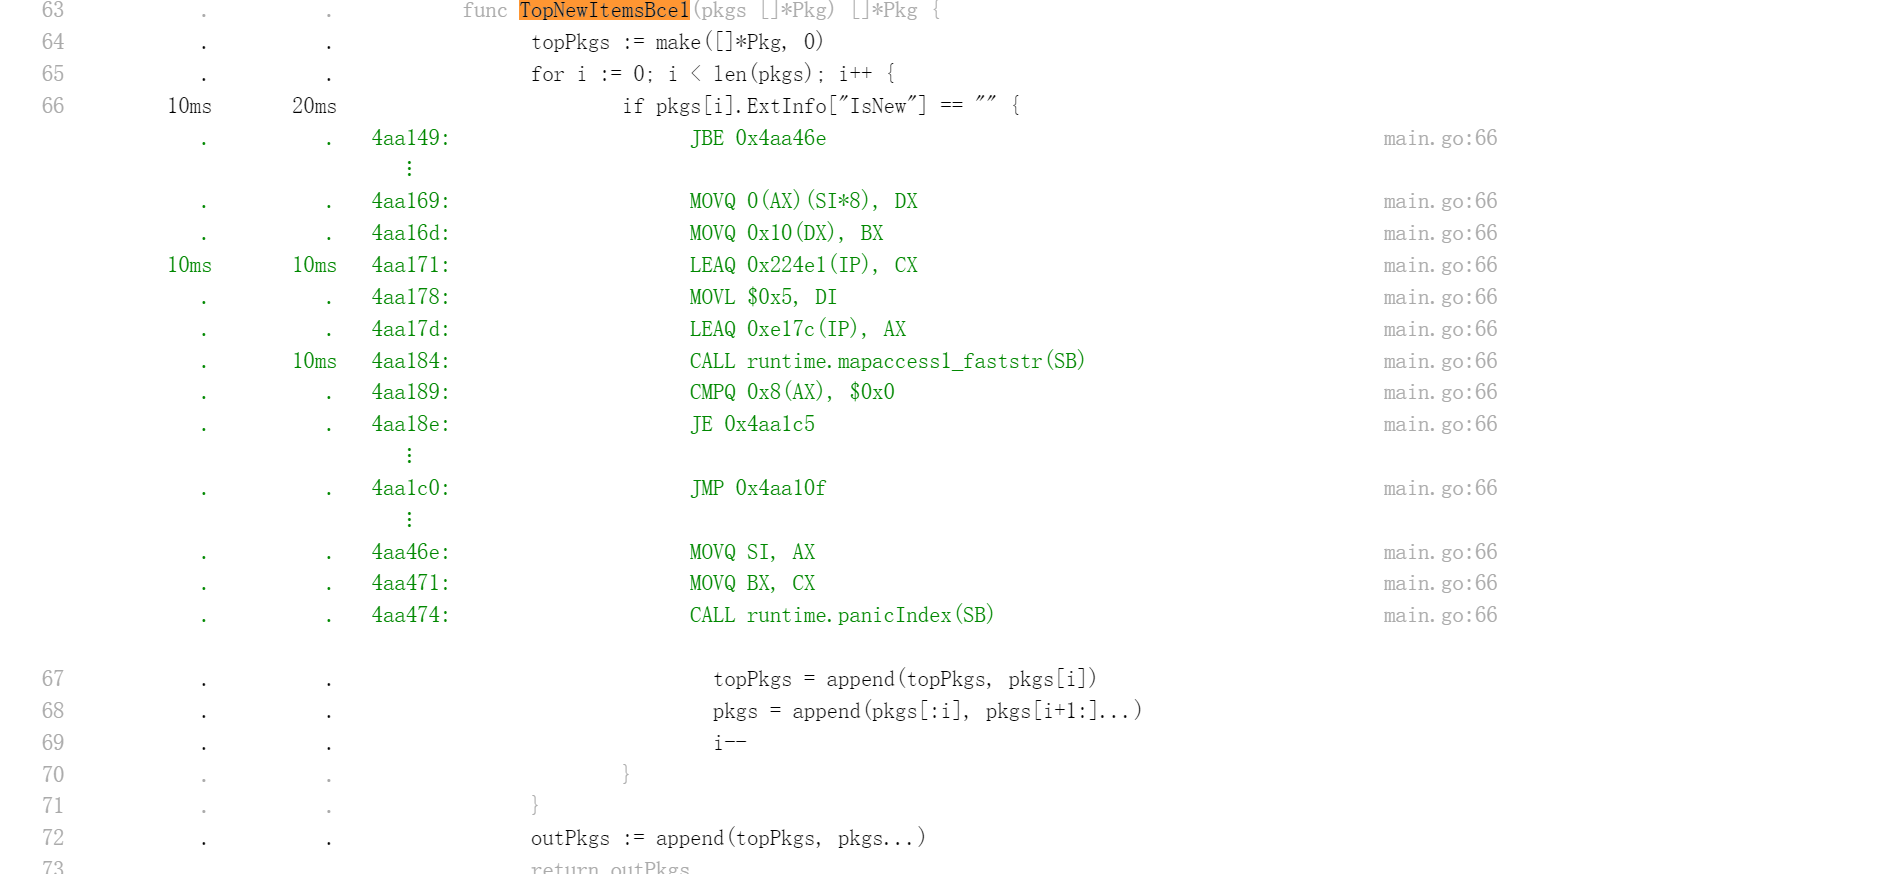 63 . . func TopNewItemsBce1(pkgs []*Pkg) []*Pkg {
64 . . topPkgs := make([]*Pkg, 0)
65 . . for i := 0; i < len(pkgs); i++ {
66 10ms 20ms if pkgs[i].ExtInfo["IsNew"] == "" {
. . 4aa149: JBE 0x4aa46e main.go:66
⋮
. . 4aa169: MOVQ 0(AX)(SI*8), DX main.go:66
. . 4aa16d: MOVQ 0x10(DX), BX main.go:66
10ms 10ms 4aa171: LEAQ 0x224e1(IP), CX main.go:66
. . 4aa178: MOVL $0x5, DI main.go:66
. . 4aa17d: LEAQ 0xe17c(IP), AX main.go:66
. 10ms 4aa184: CALL runtime.mapaccess1_faststr(SB) main.go:66
. . 4aa189: CMPQ 0x8(AX), $0x0 main.go:66
. . 4aa18e: JE 0x4aa1c5 main.go:66
⋮
. . 4aa1c0: JMP 0x4aa10f main.go:66
⋮
. . 4aa46e: MOVQ SI, AX main.go:66
. . 4aa471: MOVQ BX, CX main.go:66
. . 4aa474: CALL runtime.panicIndex(SB) main.go:66
67 . . topPkgs = append(topPkgs, pkgs[i])
68 . . pkgs = append(pkgs[:i], pkgs[i+1:]...)
69 . . i--
70 . . }
71 . . }
72 . . outPkgs := append(topPkgs, pkgs...)
73 return outPkgs